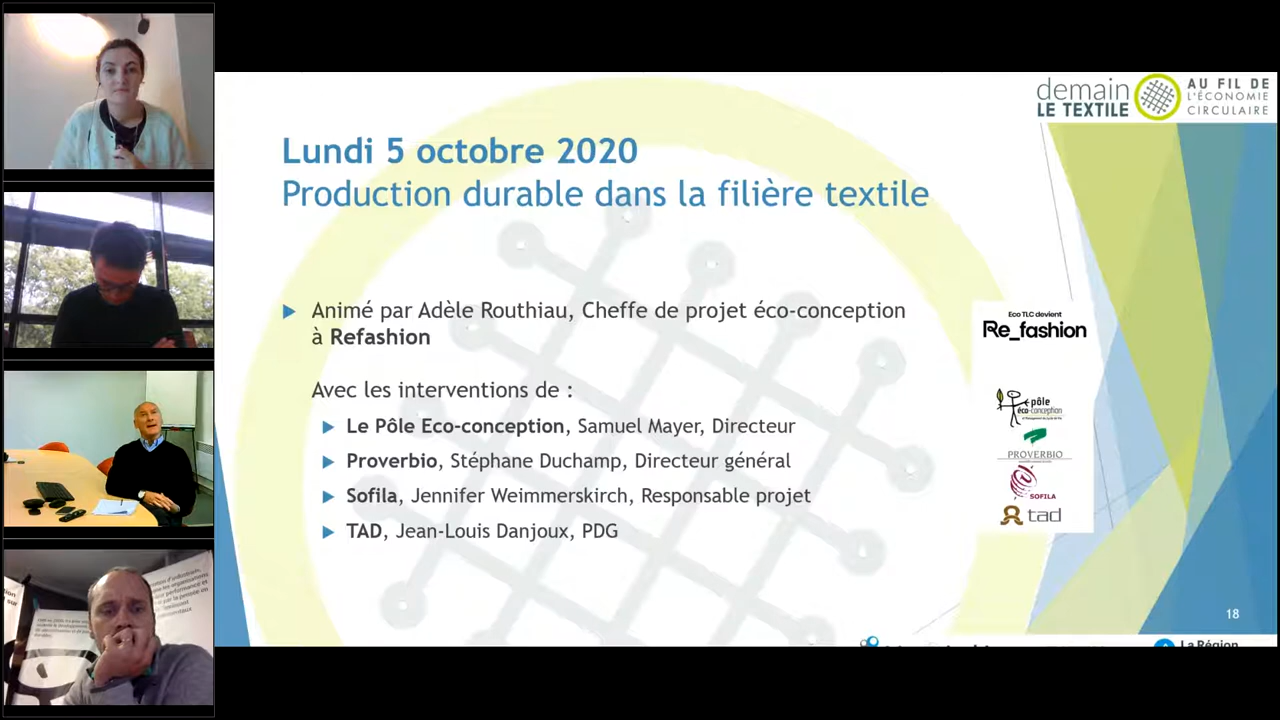 demain
LE TEXTILE
AU FIL DE
L'ÉCONOMIE
CIRCULAIRE
Lundi 5 octobre 2020
Production durable dans la filière textile
Animé par Adèle Routhiau, Cheffe de projet éco-conception
à Refashion
Avec les interventions de :
Le Pôle Eco-conception, Samuel Mayer, Directeur
Proverbio, Stéphane Duchamp, Directeur général
Sofila, Jennifer Weimmerskirch, Responsable projet
TAD, Jean-Louis Danjoux, PDG
Eco TLC devient
Re_fashion
pôle
éco-conception
PROVERBIO
SOFILA
tad
18
La Région